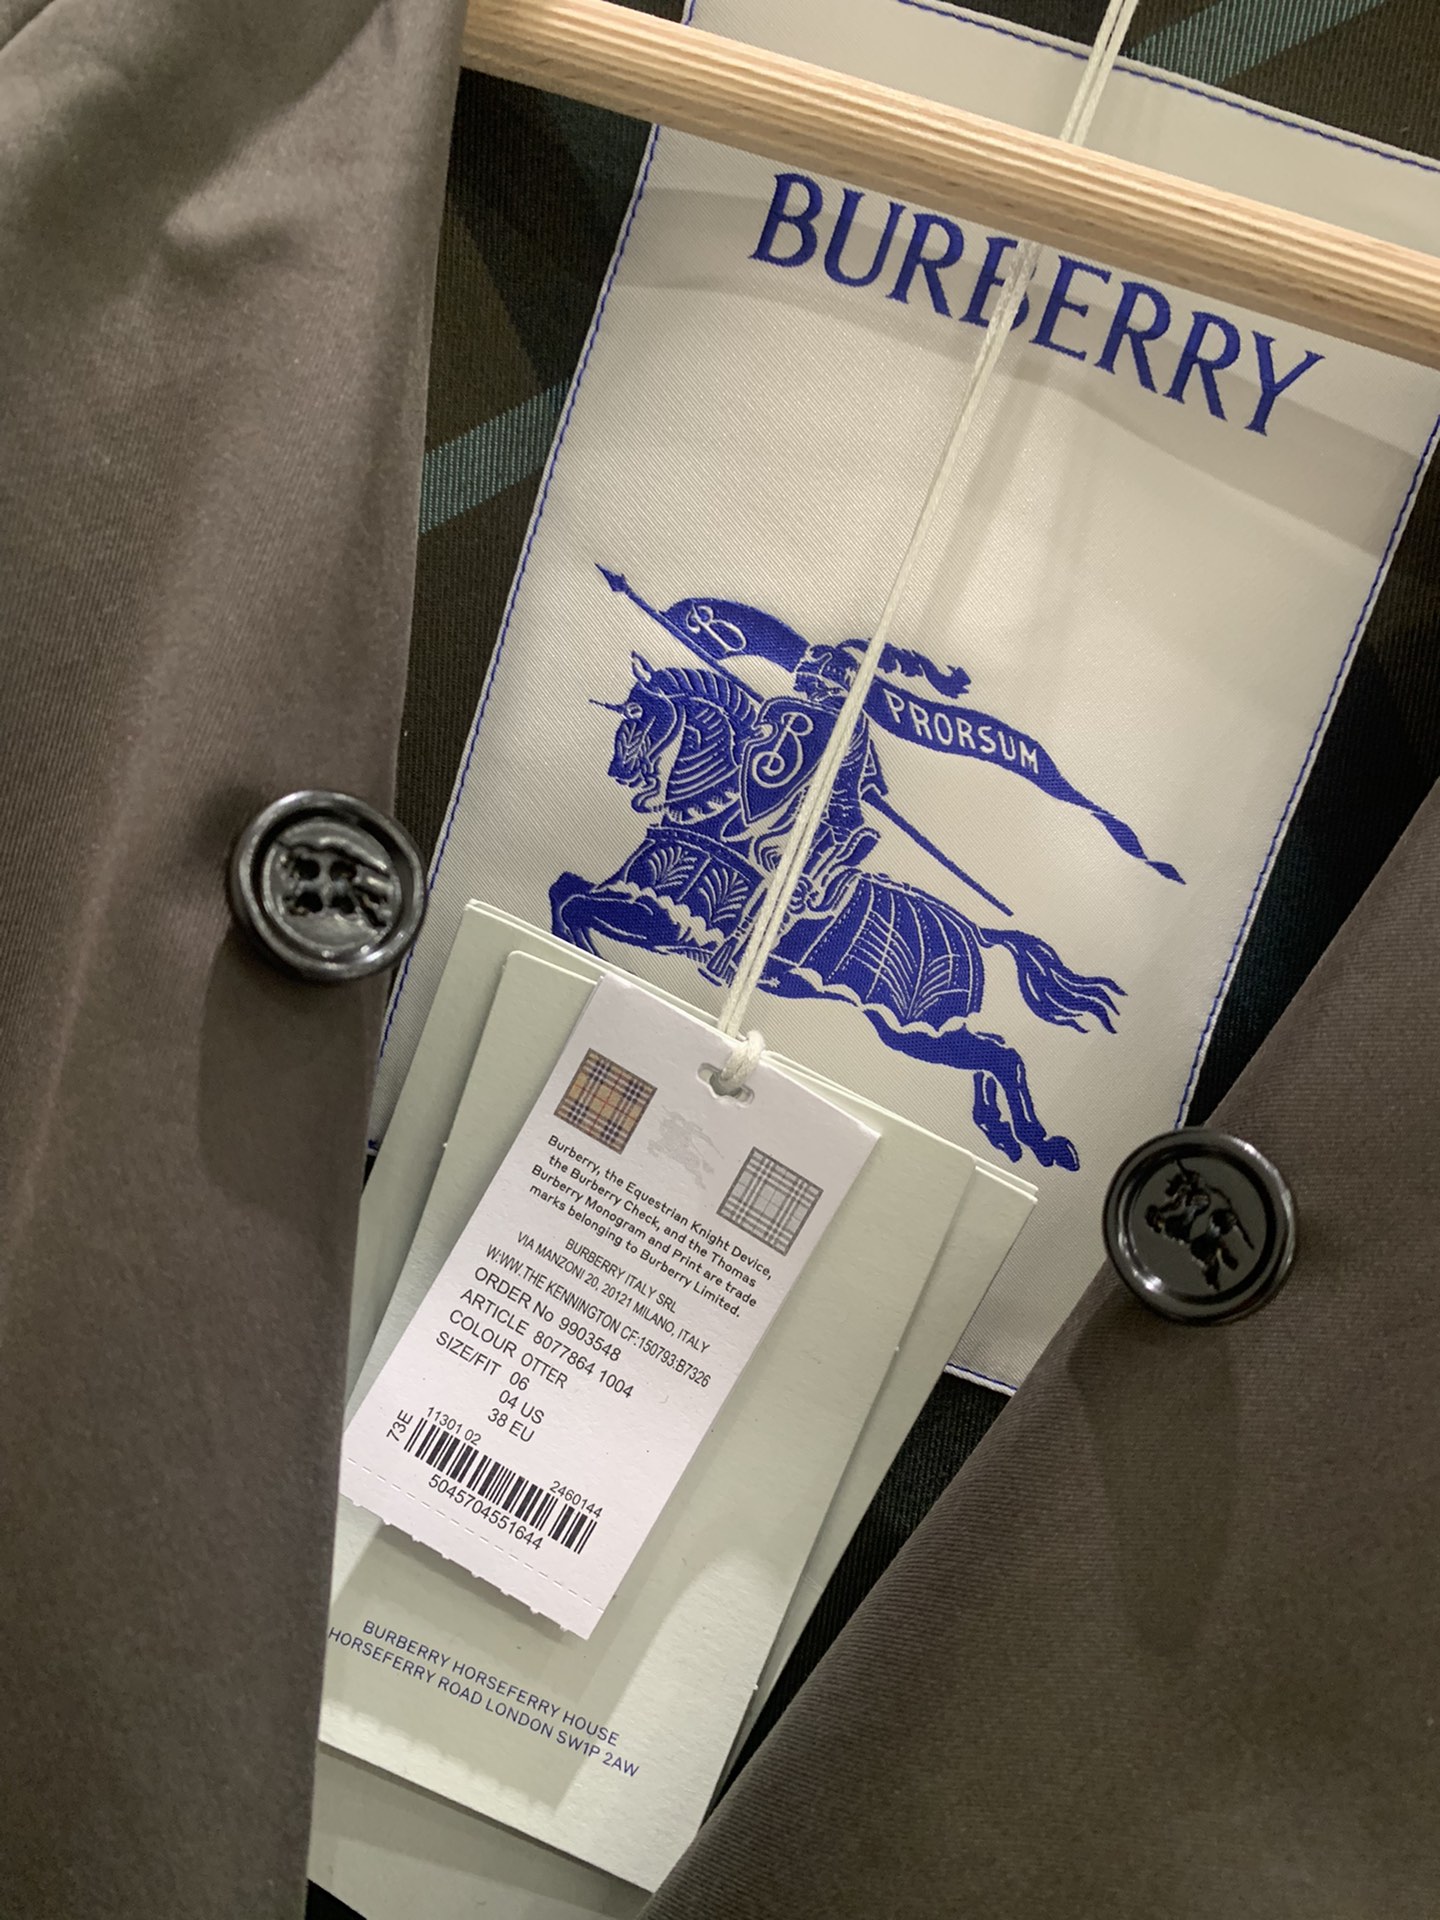 BURBERRY
B
PRORSUM
B
Burberry, the Equestrian Knight Device,
the Burberry Check, and the Thomas
Burberry Monogram and Print are trade
marks belonging to Burberry Limited.
BURBERRY ITALY SRL
VIA MANZONI 20, 20121 MILANO, ITALY
W:WW.THE KENNINGTON CF:150793:B7326
ORDER No 9903548
ARTICLE 8077864 1004
COLOUR OTTER
SIZE/FIT 06
04 US
38 EU
73E
11301 02
2460144
5045704551644
BURBERRY HORSEFERRY HOUSE
HORSEFERRY ROAD LONDON SW1P 2AW